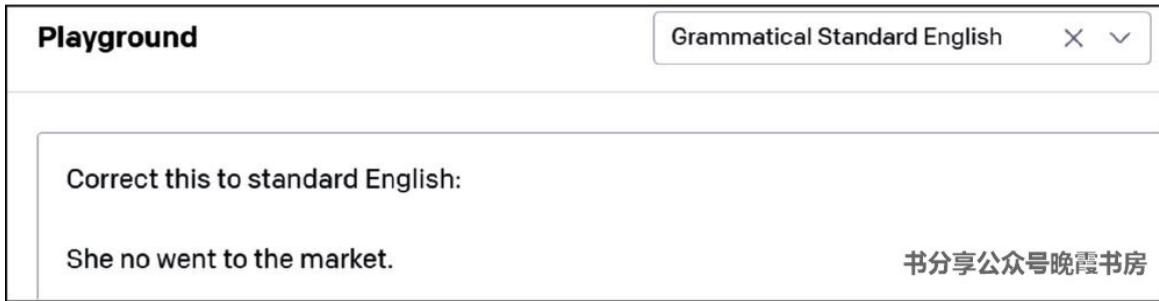 Playground
Grammatical Standard English
Correct this to standard English:
She no went to the market.
书分享公众号晚霞书房